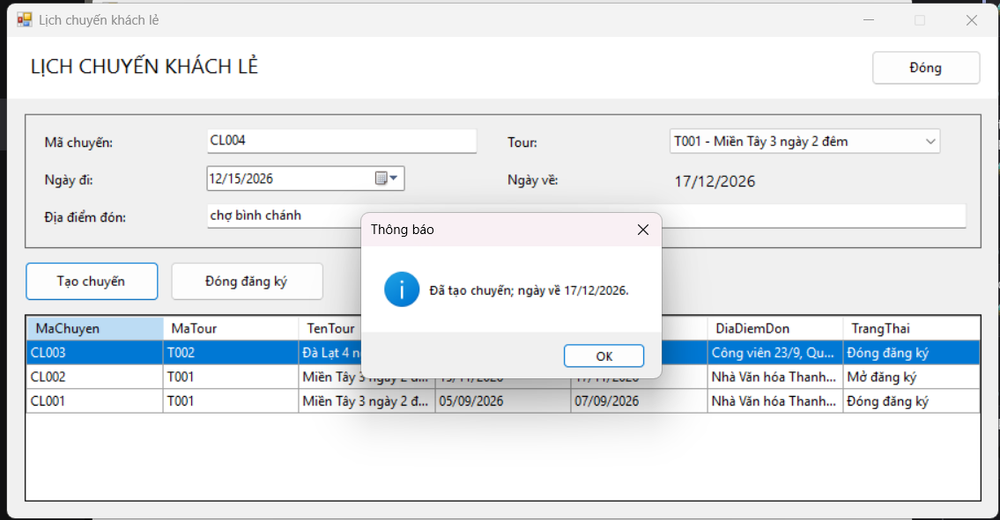 Lịch chuyến khách lẻ
LỊCH CHUYẾN KHÁCH LẺ
Đóng
Mã chuyến: CL004 Tour: T001 - Miền Tây 3 ngày 2 đêm
Ngày đi: 12/15/2026 Ngày về: 17/12/2026
Địa điểm đón: chợ bình chánh
Thông báo
Đã tạo chuyến; ngày về 17/12/2026.
OK
Tạo chuyến Đóng đăng ký
MaChuyen MaTour TenTour DiaDiemDon TrangThai
CL003 T002 Đà Lạt 4 Công viên 23/9, Qu... Đóng đăng ký
CL002 T001 Miền Tây 3 ngày 2 đ... Nhà Văn hóa Thanh... Mở đăng ký
CL001 T001 Miền Tây 3 ngày 2 đ... 05/09/2026 07/09/2026 Nhà Văn hóa Thanh... Đóng đăng ký